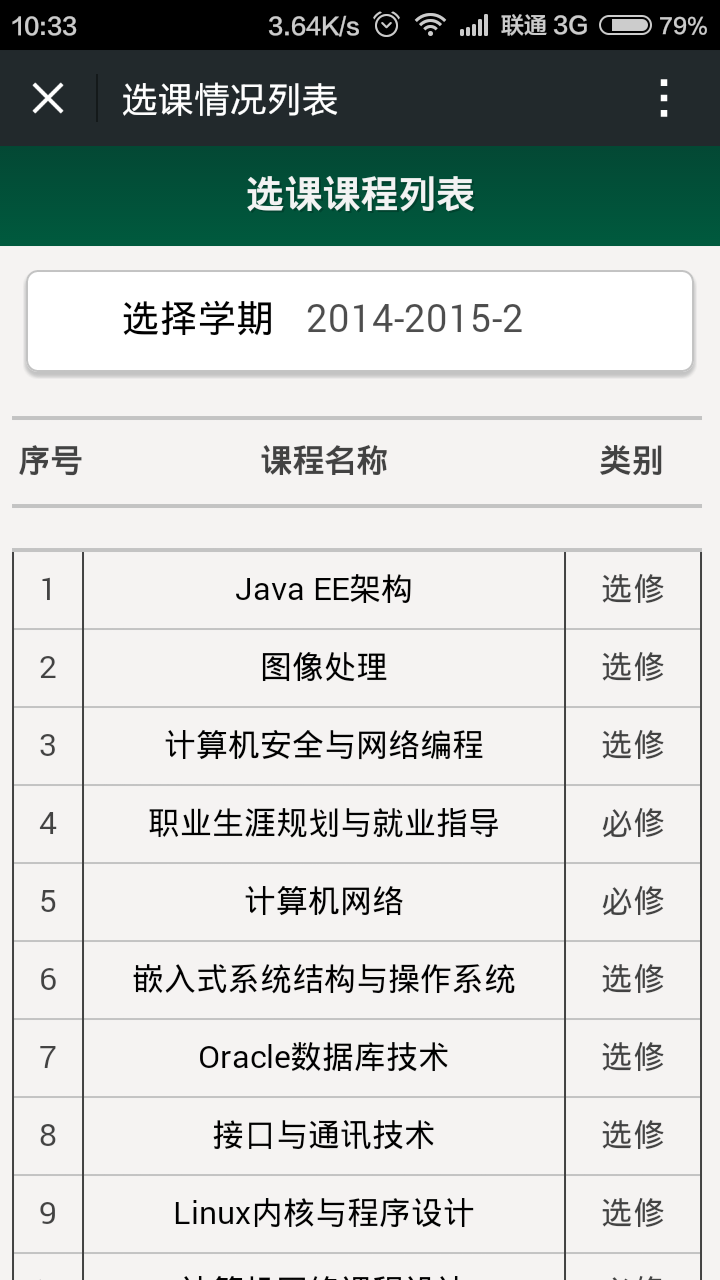 10:33 3.64K/s 联通 3G 79%
选课情况列表
选课课程列表
选择学期 2014-2015-2
序号 课程名称 类别
1 Java EE架构 选修
2 图像处理 选修
3 计算机安全与网络编程 选修
4 职业生涯规划与就业指导 必修
5 计算机网络 必修
6 嵌入式系统结构与操作系统 选修
7 Oracle数据库技术 选修
8 接口与通讯技术 选修
9 Linux内核与程序设计 选修